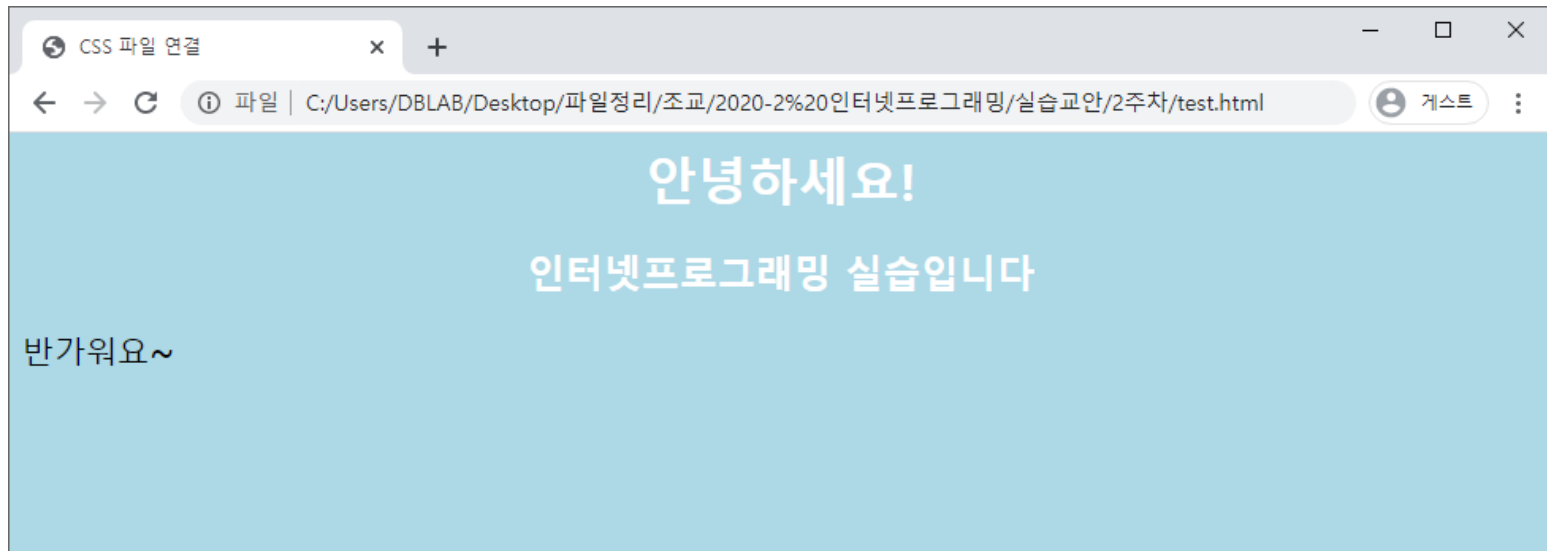 CSS 파일 연결
파일 | C:/Users/DBLAB/Desktop/파일정리/조교/2020-2%20인터넷프로그래밍/실습교안/2주차/test.html
게스트
안녕하세요!
인터넷프로그래밍 실습입니다
반가워요~